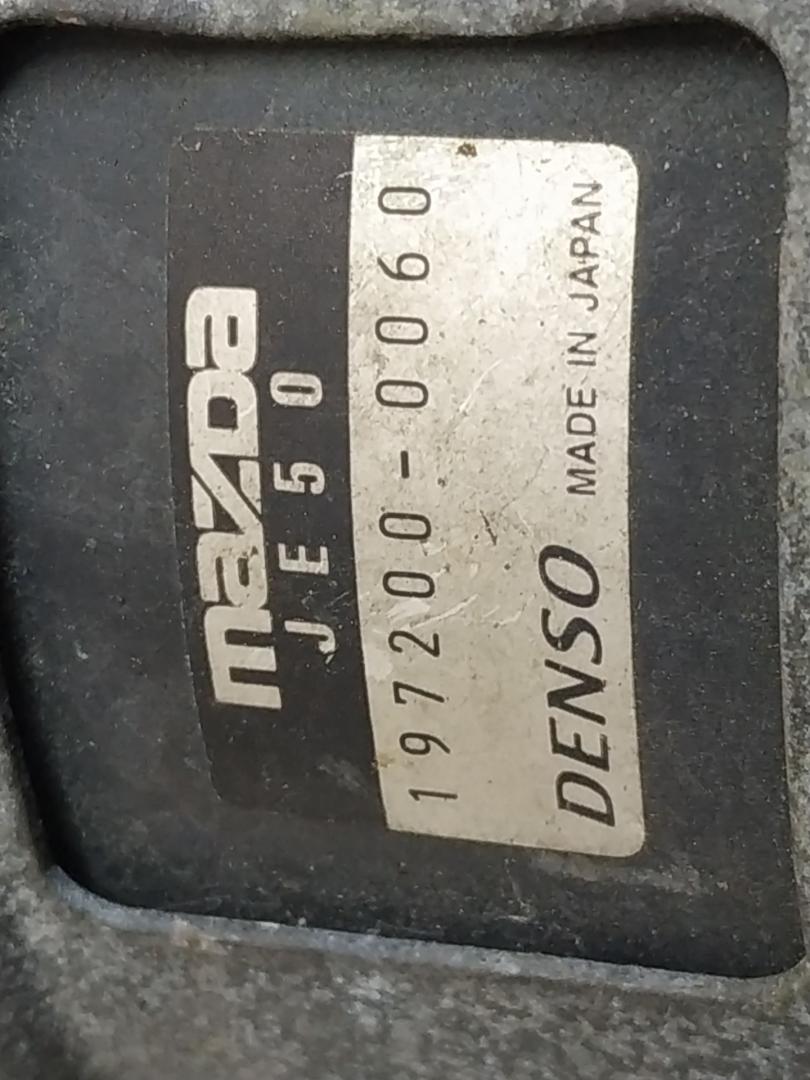 mazda
JE50
197200-0060
DENSO MADE IN JAPAN